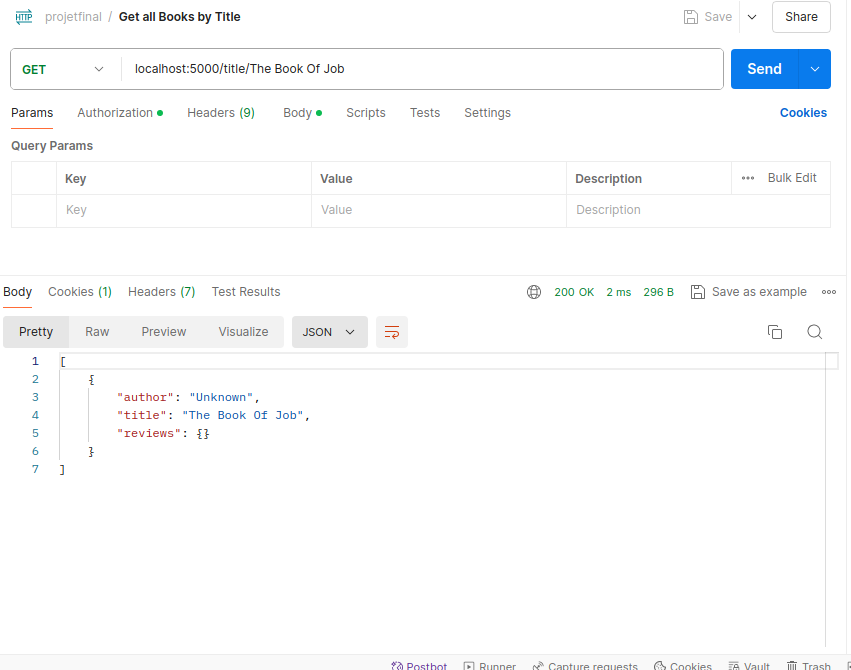 HTTP projetfinal / Get all Books by Title Save Share
GET localhost:5000/title/The Book Of Job Send
Params Authorization Headers (9) Body Scripts Tests Settings Cookies
Query Params
Key Value Description Bulk Edit
Key Value Description
Body Cookies (1) Headers (7) Test Results 200 OK 2 ms 296 B Save as example
Pretty Raw Preview Visualize JSON
1 [
2 {
3 "author": "Unknown",
4 "title": "The Book Of Job",
5 "reviews": {}
6 }
7 ]
Postbot Runner Capture requests Cookies Vault Trash